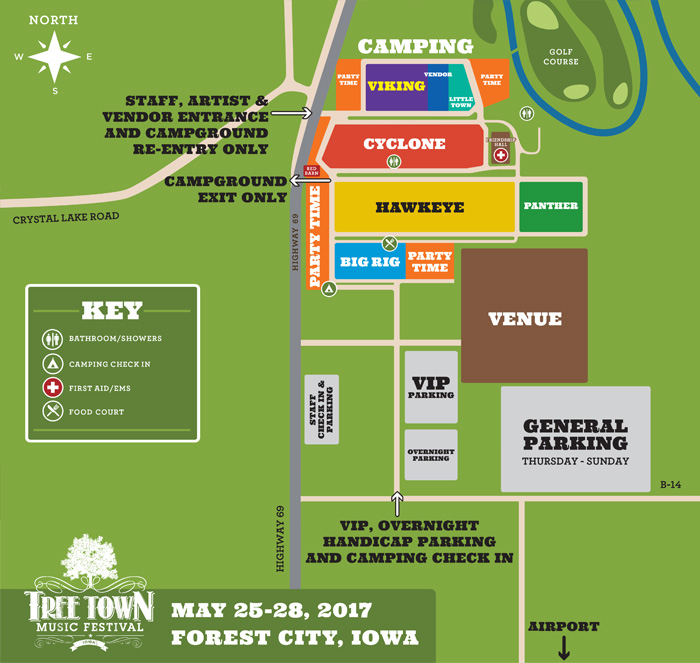 NORTH
W
E
S
CAMPING
GOLF
COURSE
PARTY
TIME
VIKING
VENDOR
LITTLE
TOWN
PARTY
TIME
STAFF, ARTIST &
VENDOR ENTRANCE
AND CAMPGROUND
RE-ENTRY ONLY
CYCLONE
FRIENDSHIP
HALL
RED
BARN
CAMPGROUND
EXIT ONLY
CRYSTAL LAKE ROAD
HIGHWAY 69
PARTY TIME
HAWKEYE
PANTHER
BIG RIG
PARTY
TIME
VENUE
KEY
BATHROOM/SHOWERS
CAMPING CHECK IN
FIRST AID/EMS
FOOD COURT
STAFF
CHECK IN &
PARKING
VIP
PARKING
OVERNIGHT
PARKING
GENERAL
PARKING
THURSDAY - SUNDAY
B-14
HIGHWAY 69
VIP, OVERNIGHT
HANDICAP PARKING
AND CAMPING CHECK IN
TREE TOWN
MUSIC FESTIVAL
MAY 25-28, 2017
FOREST CITY, IOWA
AIRPORT